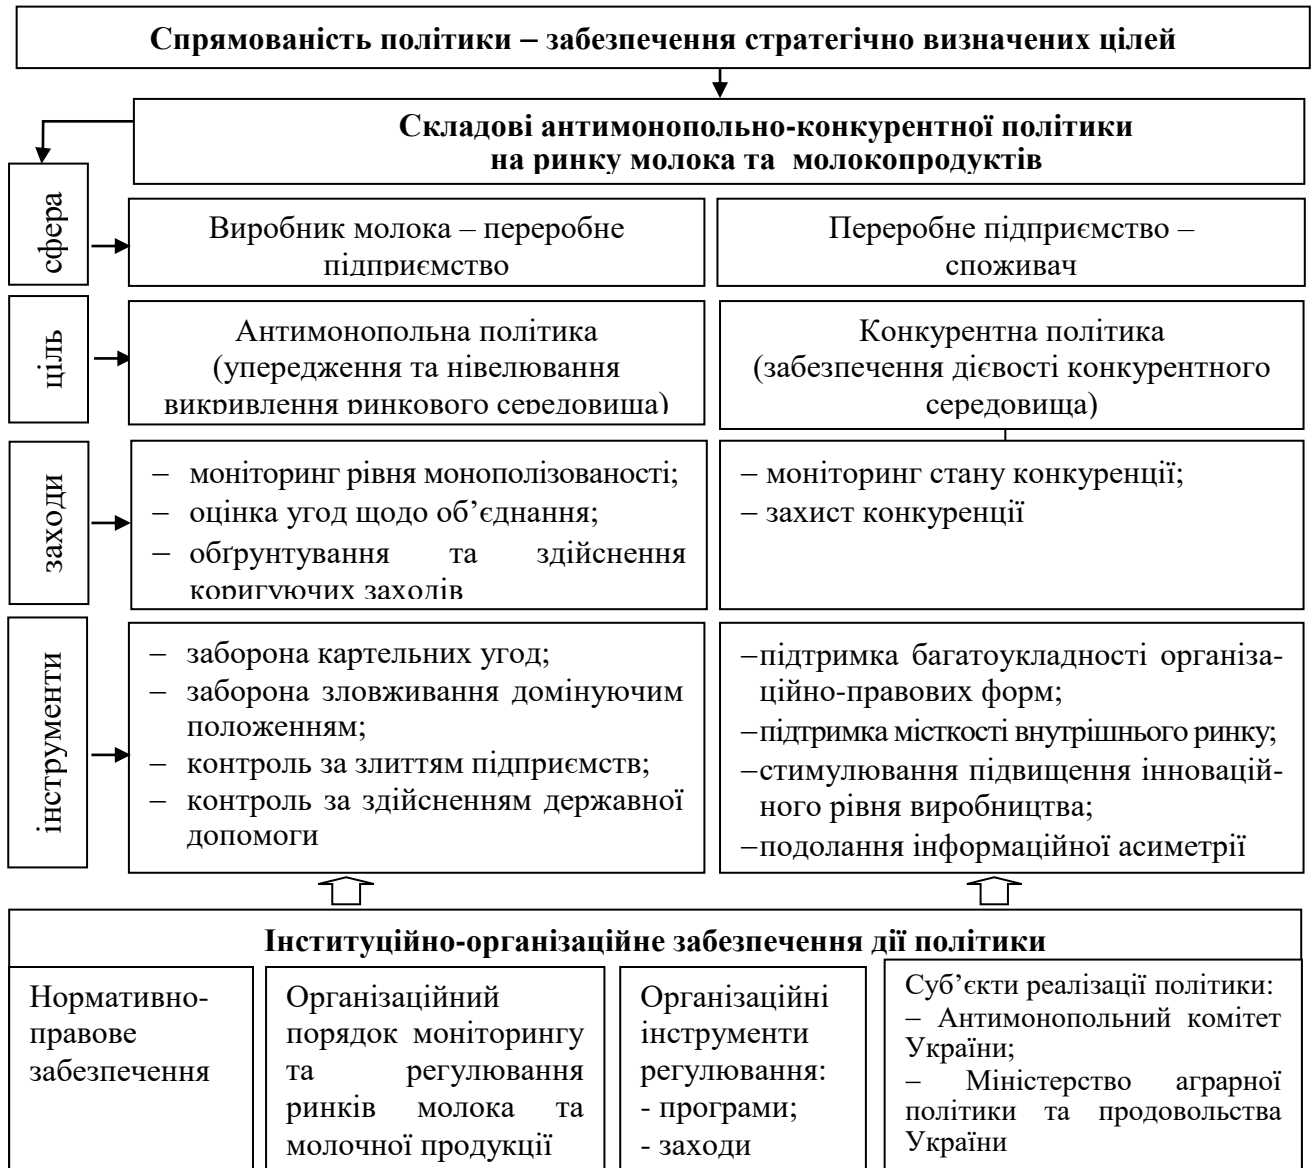 Спрямованість політики – забезпечення стратегічно визначених цілей
Складові антимонопольно-конкурентної політики
на ринку молока та молокопродуктів
сфера
Виробник молока – переробне
підприємство
Переробне підприємство –
споживач
ціль
Антимонопольна політика
(упередження та нівелювання
викривлення ринкового середовища)
Конкурентна політика
(забезпечення дієвості конкурентного
середовища)
заходи
– моніторинг рівня монополізованості;
– оцінка угод щодо об’єднання;
– обґрунтування та здійснення
коригуючих заходів
– моніторинг стану конкуренції;
– захист конкуренції
інструменти
– заборона картельних угод;
– заборона зловживання домінуючим
положенням;
– контроль за злиттям підприємств;
– контроль за здійсненням державної
допомоги
–підтримка багатоукладності організа-
ційно-правових форм;
–підтримка місткості внутрішнього ринку;
–стимулювання підвищення інновацій-
ного рівня виробництва;
–подолання інформаційної асиметрії
Інституційно-організаційне забезпечення дії політики
Нормативно-
правове
забезпечення
Організаційний
порядок моніторингу
та регулювання
ринків молока та
молочної продукції
Організаційні
інструменти
регулювання:
- програми;
- заходи
Суб’єкти реалізації політики:
– Антимонопольний комітет
України;
– Міністерство аграрної
політики та продовольства
України